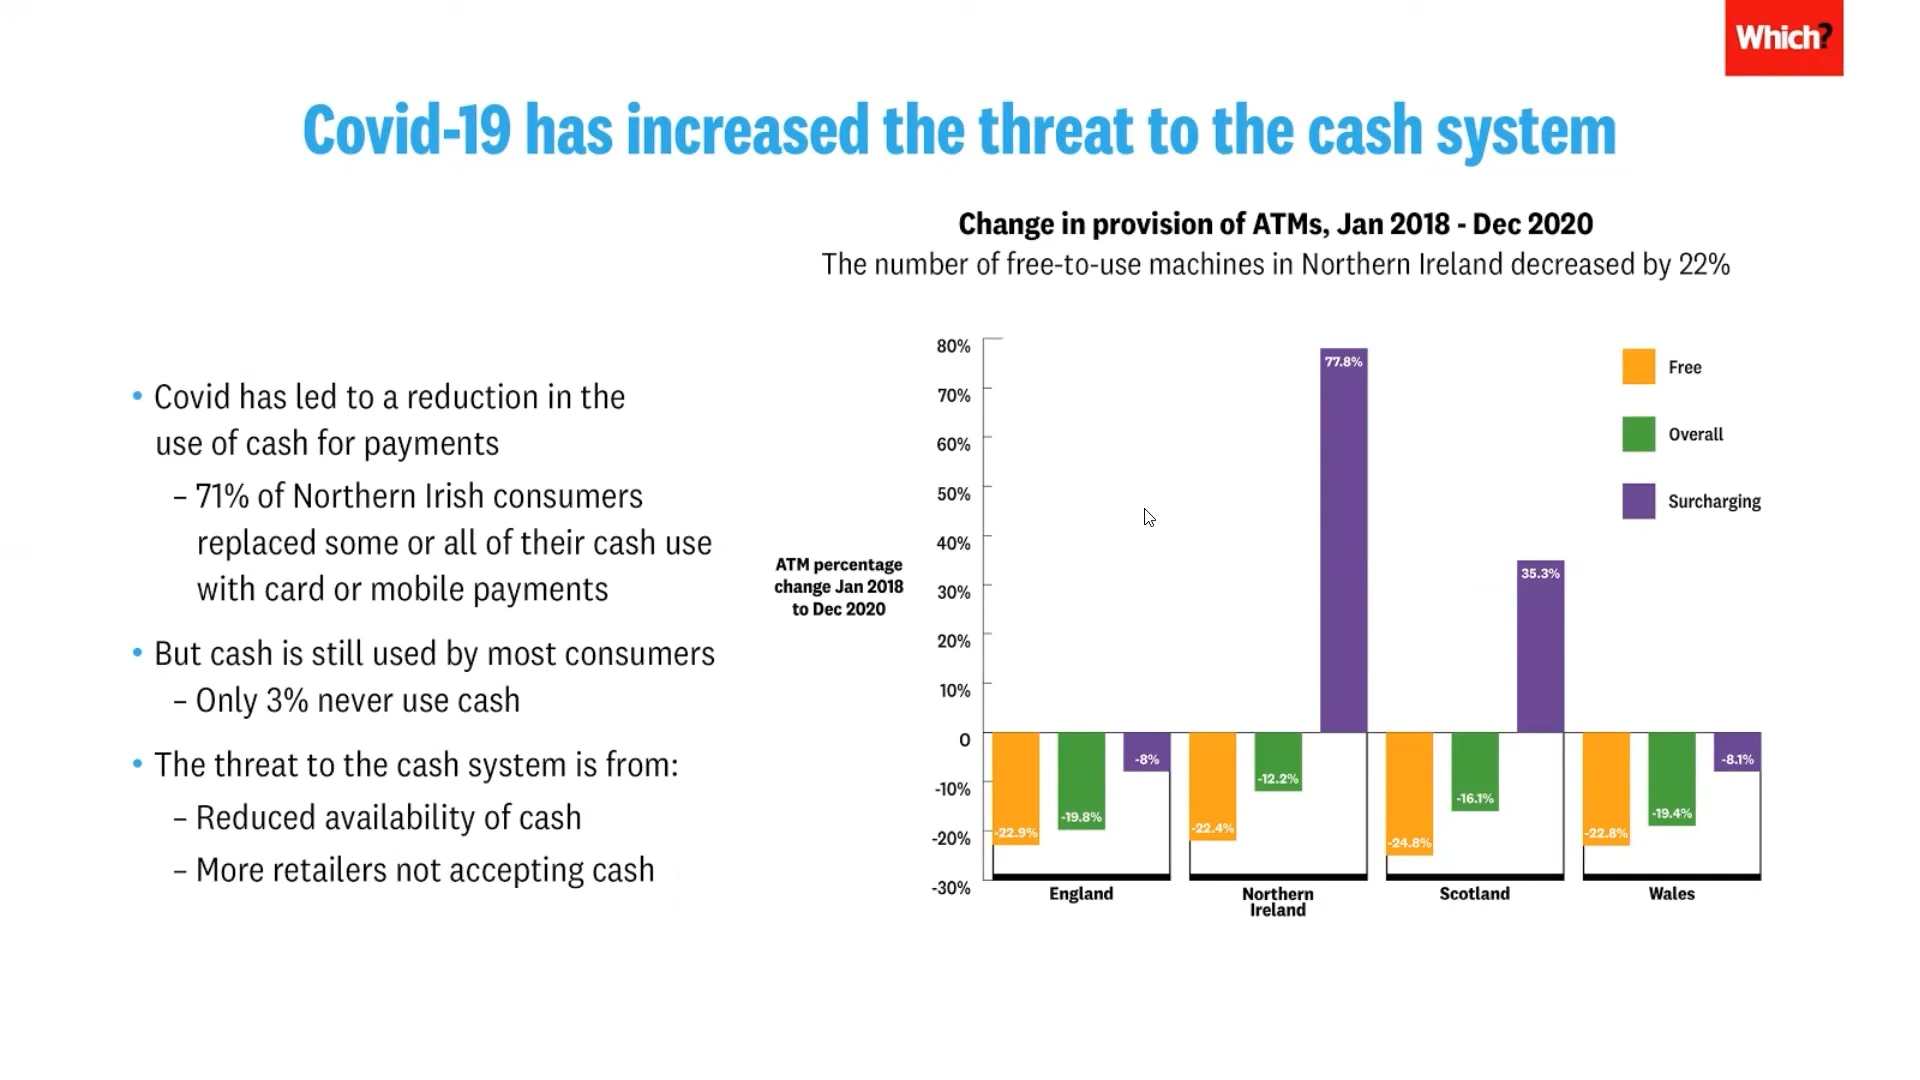 Which?
Covid-19 has increased the threat to the cash system
Change in provision of ATMs, Jan 2018 - Dec 2020
The number of free-to-use machines in Northern Ireland decreased by 22%
• Covid has led to a reduction in the
use of cash for payments
– 71% of Northern Irish consumers
replaced some or all of their cash use
with card or mobile payments
• But cash is still used by most consumers
– Only 3% never use cash
• The threat to the cash system is from:
– Reduced availability of cash
– More retailers not accepting cash
ATM percentage
change Jan 2018
to Dec 2020
80%
70%
60%
50%
40%
30%
20%
10%
0
-10%
-20%
-30%
-22.9%
-19.8%
-8%
-22.4%
-12.2%
77.8%
-24.8%
-16.1%
35.3%
-22.8%
-19.4%
-8.1%
England
Northern
Ireland
Scotland
Wales
Free
Overall
Surcharging